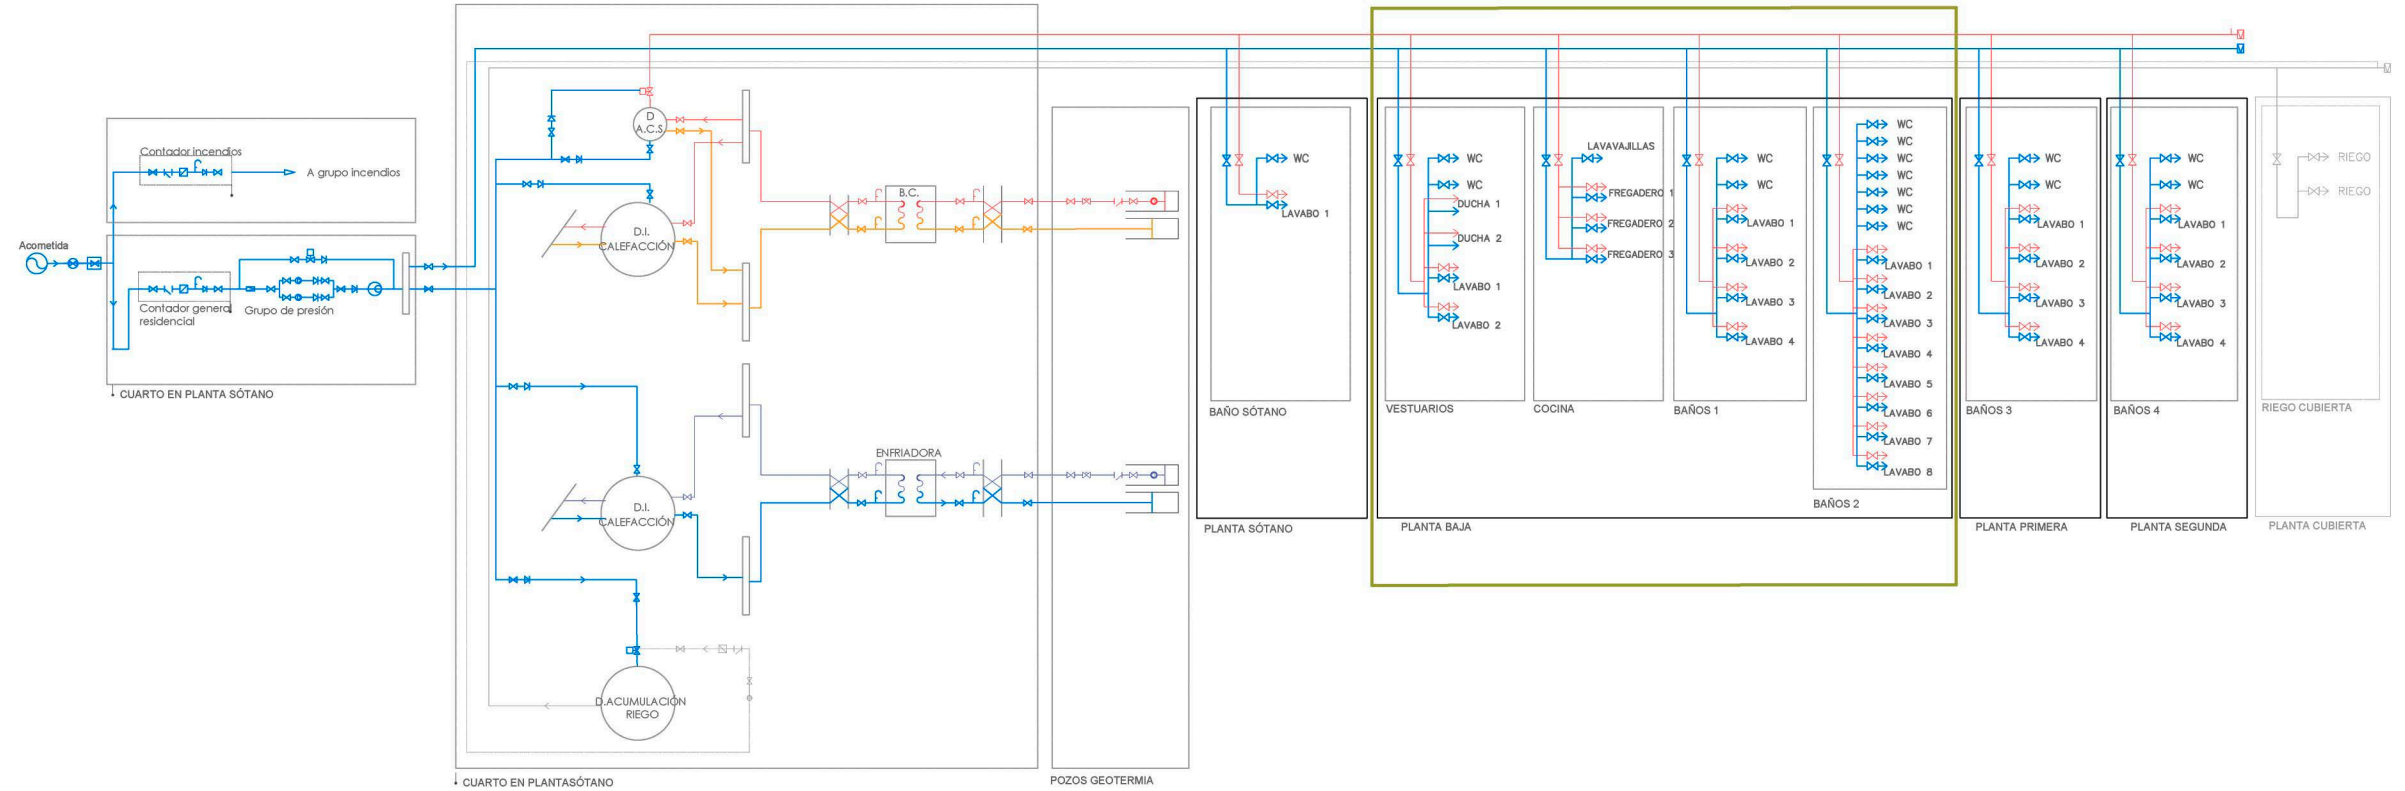 Acometida
Contador incendios
A grupo incendios
Contador general
residencial
Grupo de presión
CUARTO EN PLANTA SÓTANO
D
A.C.S.
D.I.
CALEFACCIÓN
B.C.
D.I.
CALEFACCIÓN
ENFRIADORA
D.ACUMULACIÓN
RIEGO
CUARTO EN PLANTASÓTANO
POZOS GEOTERMIA
WC
LAVABO 1
BAÑO SÓTANO
PLANTA SÓTANO
WC
WC
DUCHA 1
DUCHA 2
LAVABO 1
LAVABO 2
VESTUARIOS
LAVAVAJILLAS
FREGADERO 1
FREGADERO 2
FREGADERO 3
COCINA
WC
WC
LAVABO 1
LAVABO 2
LAVABO 3
LAVABO 4
BAÑOS 1
WC
WC
WC
WC
WC
WC
WC
LAVABO 1
LAVABO 2
LAVABO 3
LAVABO 4
LAVABO 5
LAVABO 6
LAVABO 7
LAVABO 8
BAÑOS 2
PLANTA BAJA
WC
WC
LAVABO 1
LAVABO 2
LAVABO 3
LAVABO 4
BAÑOS 3
PLANTA PRIMERA
WC
WC
LAVABO 1
LAVABO 2
LAVABO 3
LAVABO 4
BAÑOS 4
PLANTA SEGUNDA
RIEGO
RIEGO
RIEGO CUBIERTA
PLANTA CUBIERTA